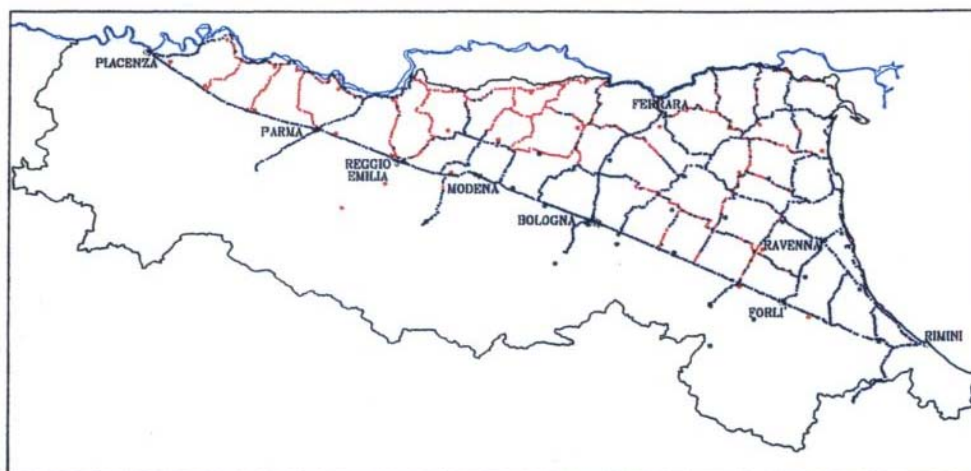 PIACENZA
FERRARA
PARMA
REGGIO
EMILIA
MODENA
BOLOGNA
RAVENNA
FORLI'
RIMINI